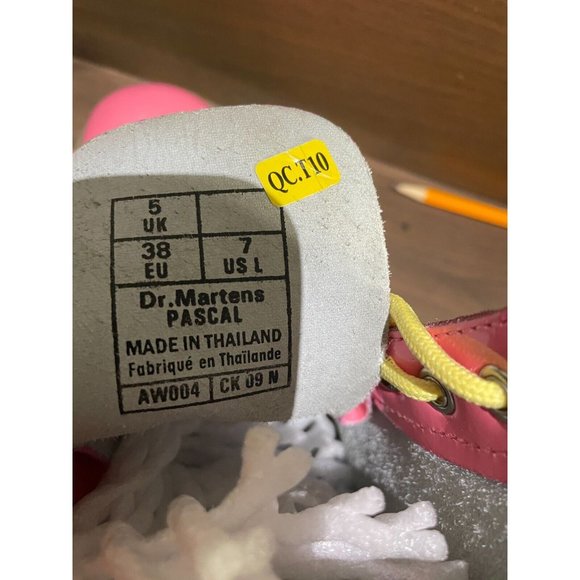 QC.T10
5
UK
38 7
EU US L
Dr.Martens
PASCAL
MADE IN THAILAND
Fabriqué en Thaïlande
AW004 CK 09 N